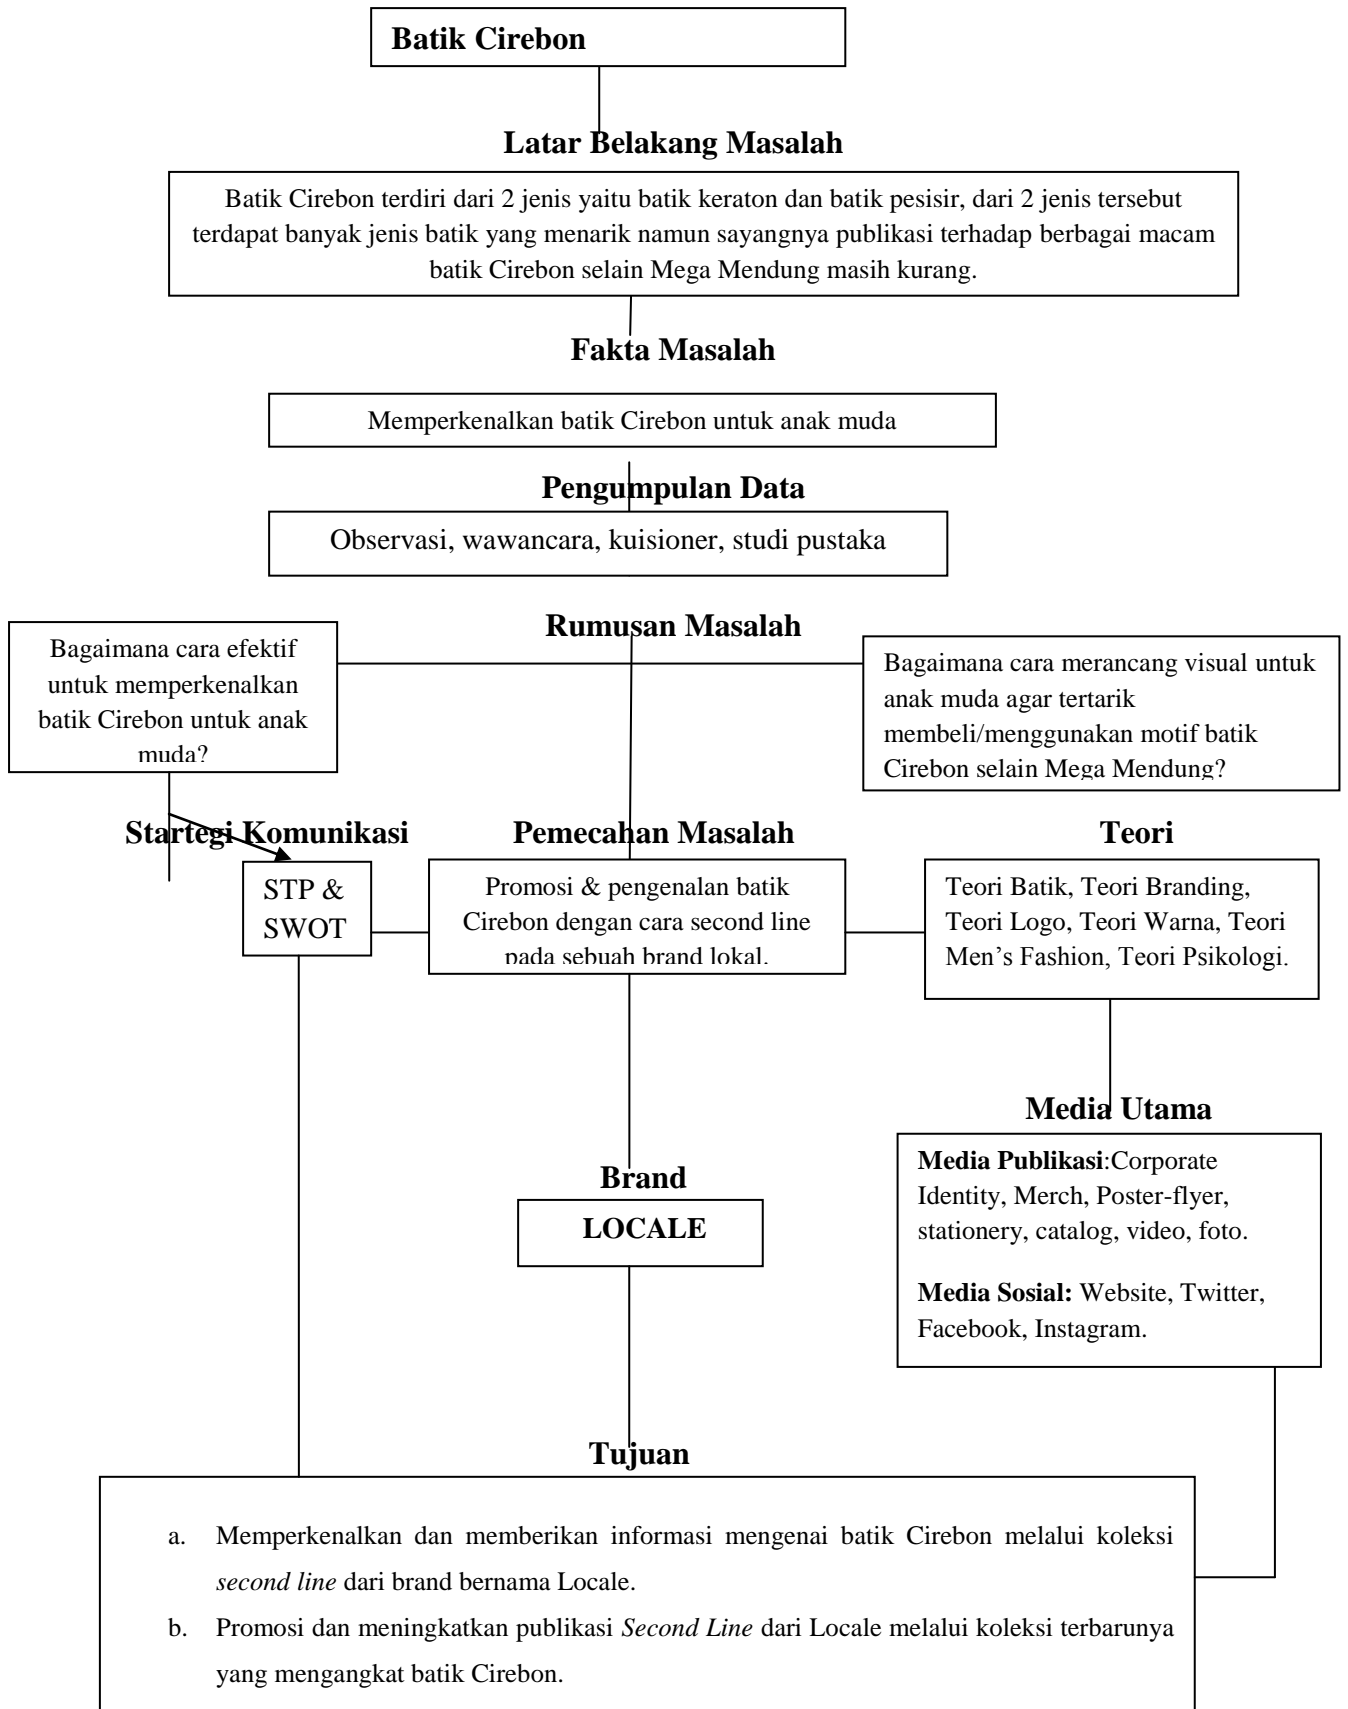 Batik Cirebon
Latar Belakang Masalah
Batik Cirebon terdiri dari 2 jenis yaitu batik keraton dan batik pesisir, dari 2 jenis tersebut
terdapat banyak jenis batik yang menarik namun sayangnya publikasi terhadap berbagai macam
batik Cirebon selain Mega Mendung masih kurang.
Fakta Masalah
Memperkenalkan batik Cirebon untuk anak muda
Pengumpulan Data
Observasi, wawancara, kuisioner, studi pustaka
Rumusan Masalah
Bagaimana cara efektif
untuk memperkenalkan
batik Cirebon untuk anak
muda?
Bagaimana cara merancang visual untuk
anak muda agar tertarik
membeli/menggunakan motif batik
Cirebon selain Mega Mendung?
Startegi Komunikasi
STP &
SWOT
Pemecahan Masalah
Promosi & pengenalan batik
Cirebon dengan cara second line
pada sebuah brand lokal.
Teori
Teori Batik, Teori Branding,
Teori Logo, Teori Warna, Teori
Men’s Fashion, Teori Psikologi.
Media Utama
Media Publikasi:Corporate
Identity, Merch, Poster-flyer,
stationery, catalog, video, foto.
Media Sosial: Website, Twitter,
Facebook, Instagram.
Brand
LOCALE
Tujuan
a. Memperkenalkan dan memberikan informasi mengenai batik Cirebon melalui koleksi
second line dari brand bernama Locale.
b. Promosi dan meningkatkan publikasi Second Line dari Locale melalui koleksi terbarunya
yang mengangkat batik Cirebon.